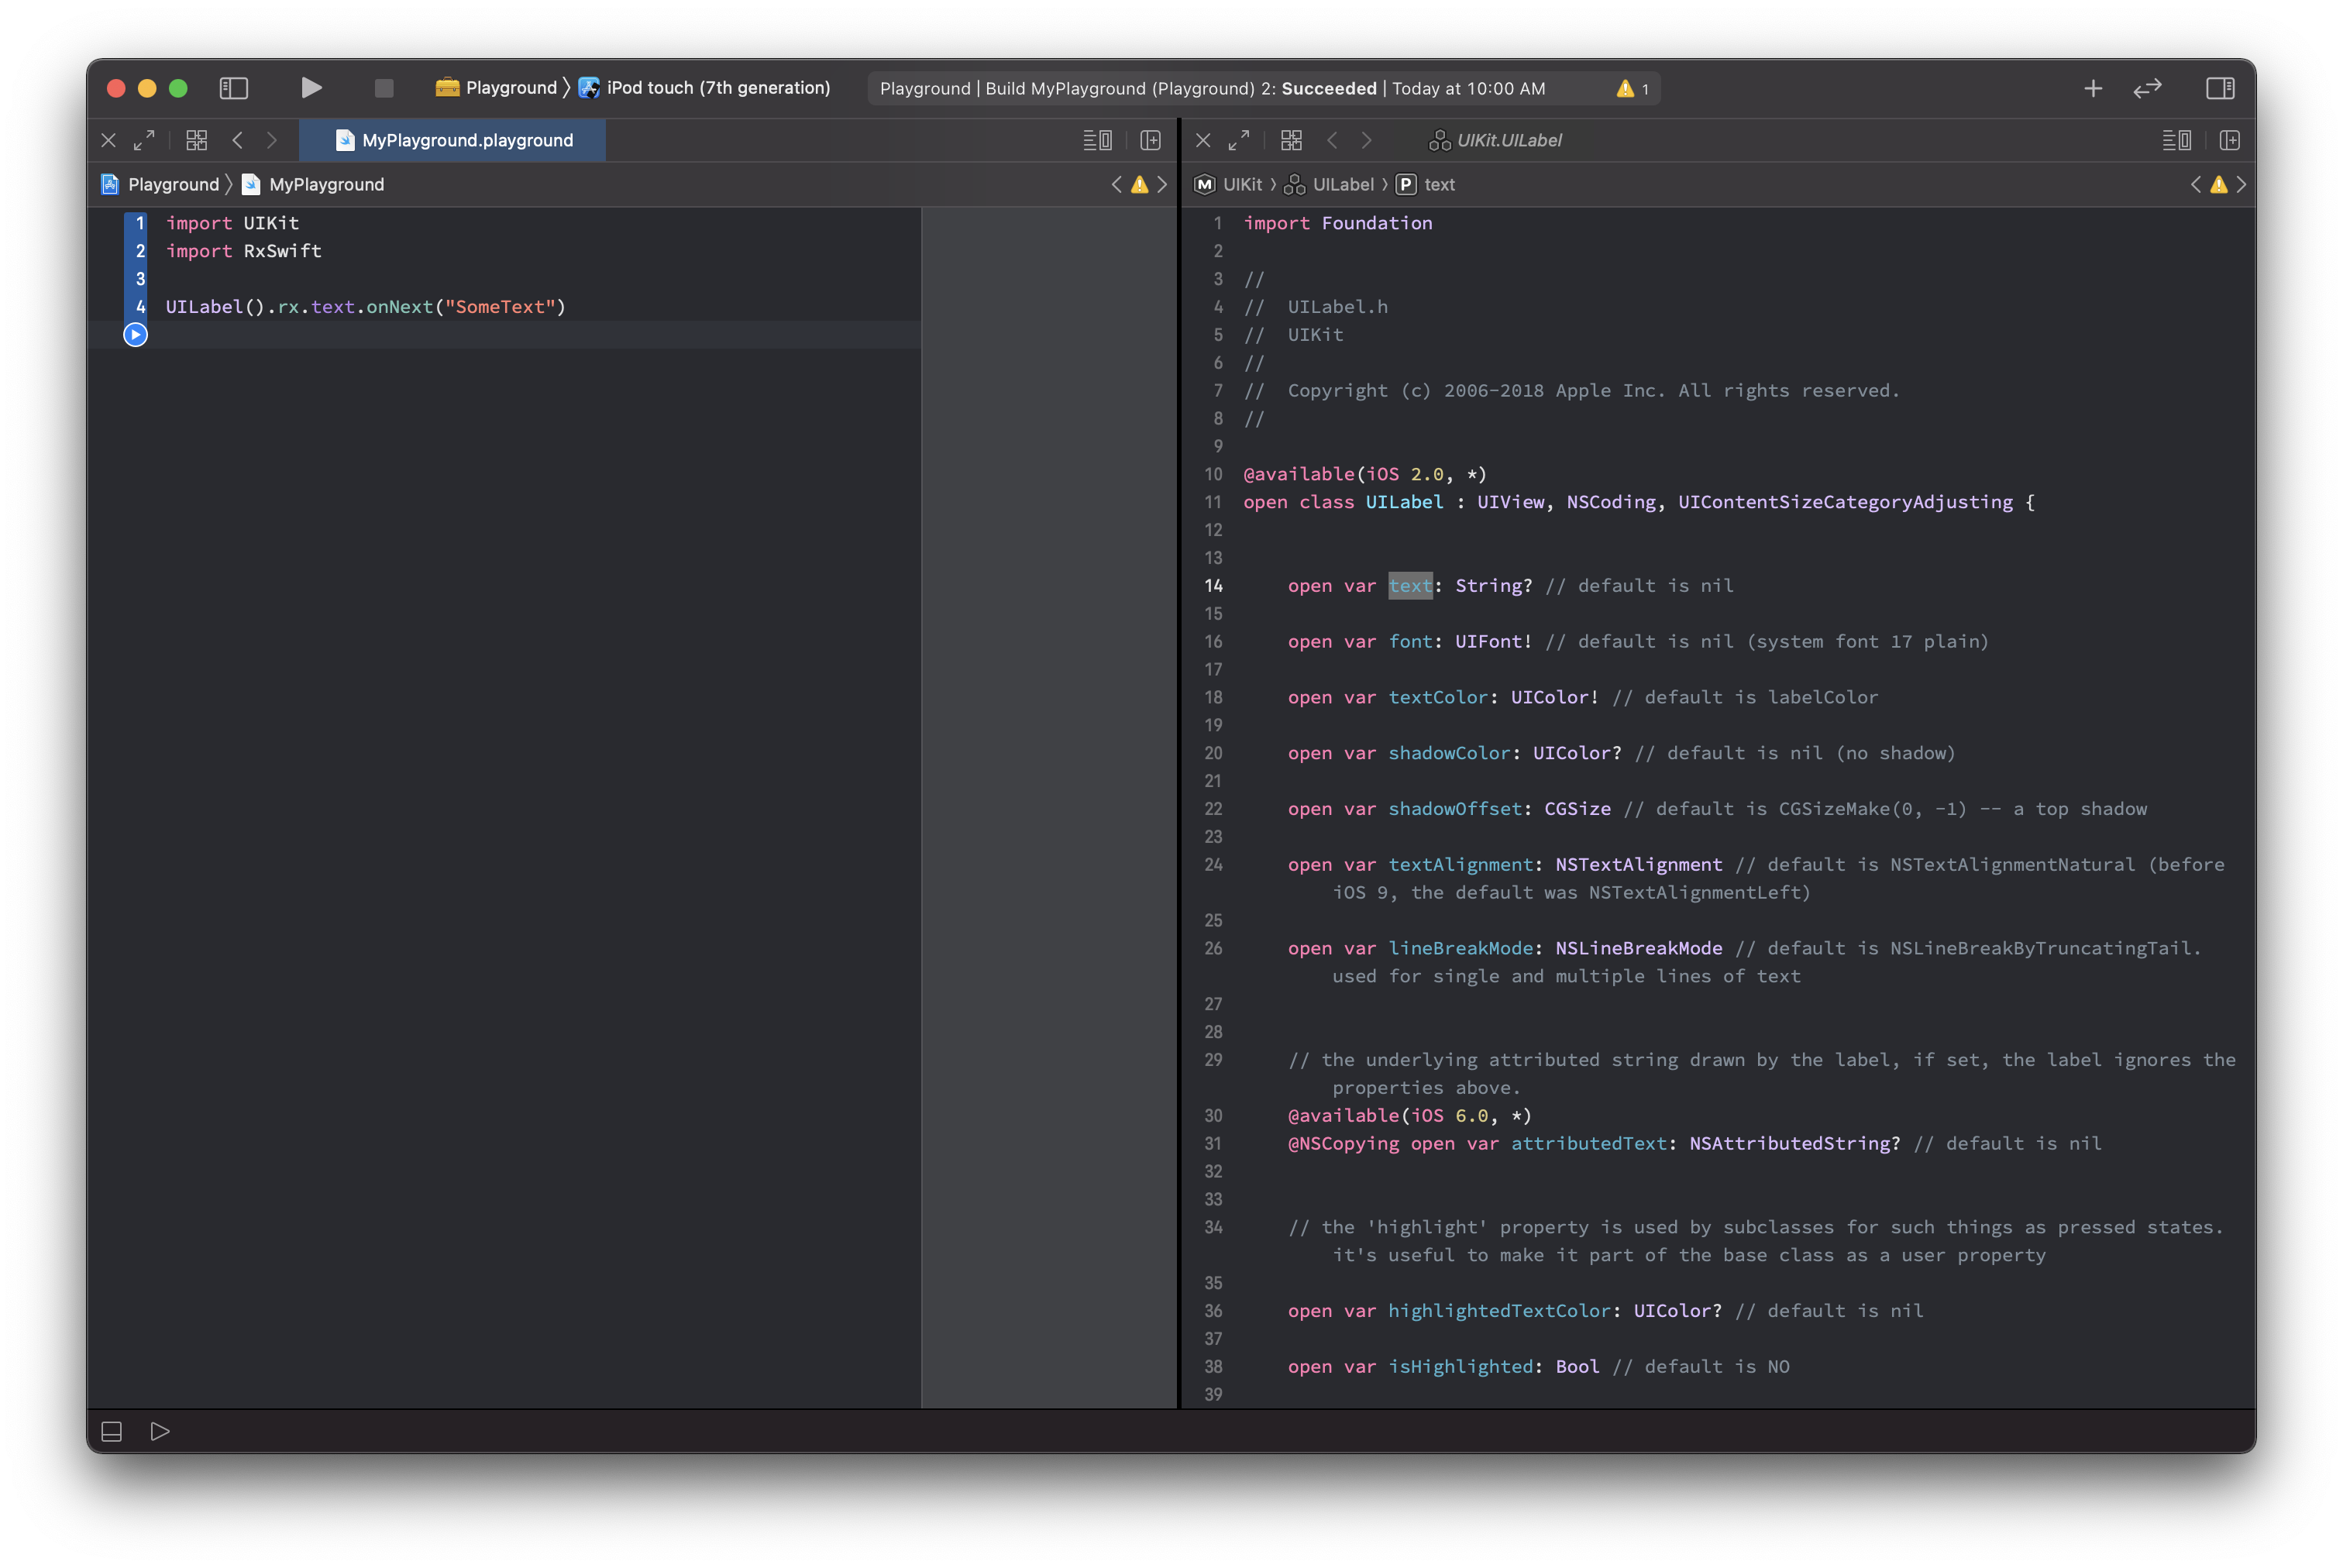 Playground 〉 iPod touch (7th generation)
Playground | Build MyPlayground (Playground) 2: Succeeded | Today at 10:00 AM
1
MyPlayground.playground
Playground 〉 MyPlayground
1 import UIKit
2 import RxSwift
3
4 UILabel().rx.text.onNext("SomeText")
UIKit.UILabel
M UIKit 〉 UILabel 〉 P text
1 import Foundation
2
3 //
4 //  UILabel.h
5 //  UIKit
6 //
7 //  Copyright (c) 2006-2018 Apple Inc. All rights reserved.
8 //
9
10 @available(iOS 2.0, *)
11 open class UILabel : UIView, NSCoding, UIContentSizeCategoryAdjusting {
12
13
14     open var text: String? // default is nil
15
16     open var font: UIFont! // default is nil (system font 17 plain)
17
18     open var textColor: UIColor! // default is labelColor
19
20     open var shadowColor: UIColor? // default is nil (no shadow)
21
22     open var shadowOffset: CGSize // default is CGSizeMake(0, -1) -- a top shadow
23
24     open var textAlignment: NSTextAlignment // default is NSTextAlignmentNatural (before
iOS 9, the default was NSTextAlignmentLeft)
25
26     open var lineBreakMode: NSLineBreakMode // default is NSLineBreakByTruncatingTail.
used for single and multiple lines of text
27
28
29     // the underlying attributed string drawn by the label, if set, the label ignores the
properties above.
30     @available(iOS 6.0, *)
31     @NSCopying open var attributedText: NSAttributedString? // default is nil
32
33
34     // the 'highlight' property is used by subclasses for such things as pressed states.
it's useful to make it part of the base class as a user property
35
36     open var highlightedTextColor: UIColor? // default is nil
37
38     open var isHighlighted: Bool // default is NO
39